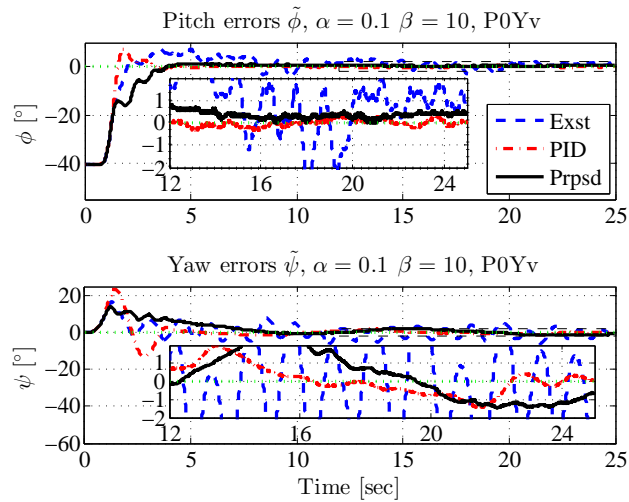 Pitch errors ϕ̃, α = 0.1 β = 10, P0Yv
0
−20
−40
ϕ [°]
1
0
−1
−2
12 16 20 24
Exst
PID
Prpsd
0 5 10 15 20 25
Yaw errors ψ̃, α = 0.1 β = 10, P0Yv
20
0
−20
−40
−60
ψ [°]
1
0
−1
−2
12 16 20 24
0 5 10 15 20 25
Time [sec]